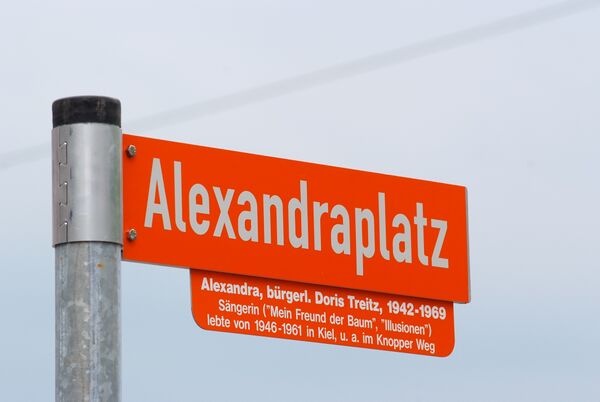 Alexandraplatz
Alexandra, bürgerl. Doris Treitz, 1942-1969
Sängerin ("Mein Freund der Baum", "Illusionen")
lebte von 1946-1961 in Kiel, u. a. im Knopper Weg